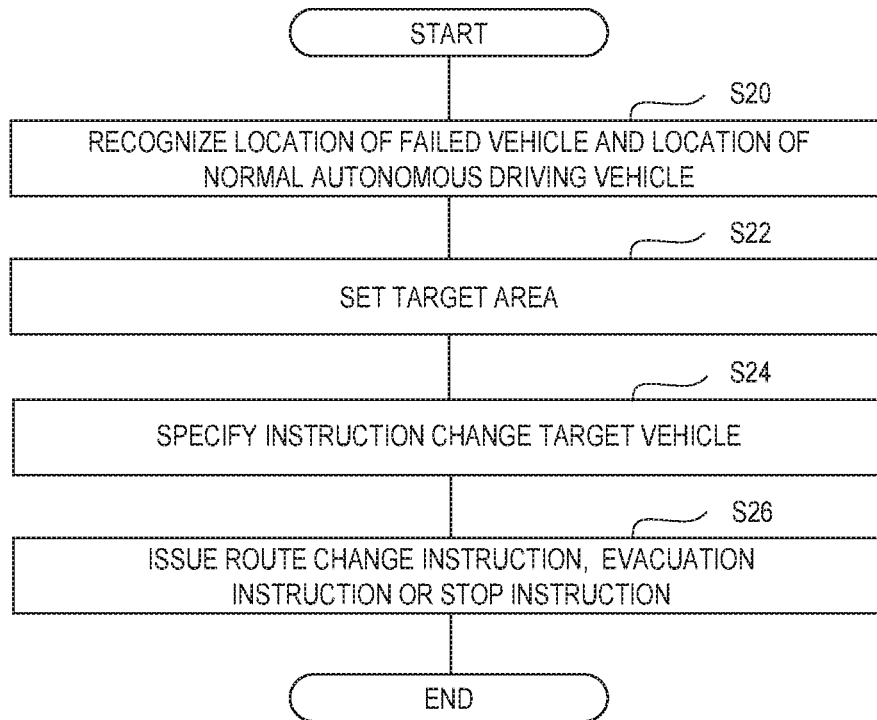 START
S20
RECOGNIZE LOCATION OF FAILED VEHICLE AND LOCATION OF
NORMAL AUTONOMOUS DRIVING VEHICLE
S22
SET TARGET AREA
S24
SPECIFY INSTRUCTION CHANGE TARGET VEHICLE
S26
ISSUE ROUTE CHANGE INSTRUCTION, EVACUATION
INSTRUCTION OR STOP INSTRUCTION
END